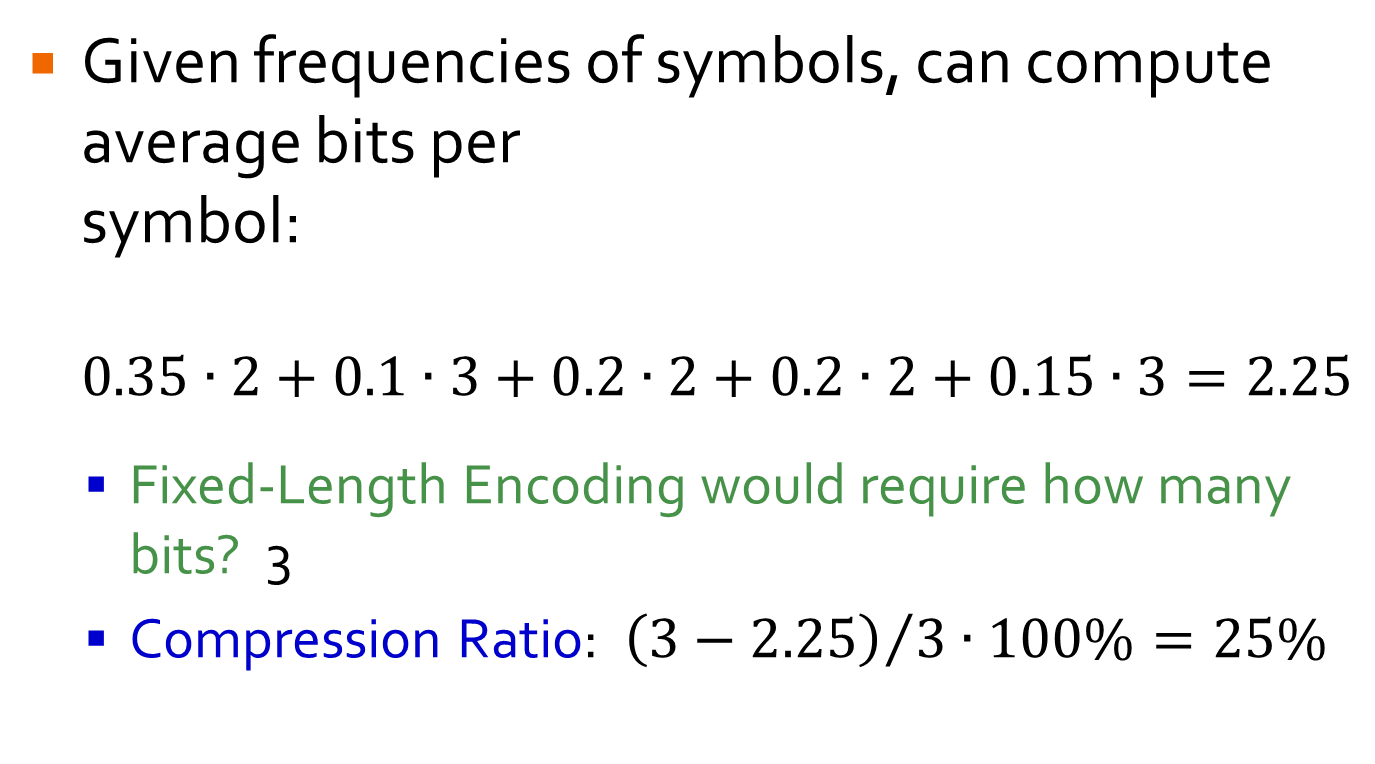 ▪ Given frequencies of symbols, can compute
average bits per
symbol:
0.35 · 2 + 0.1 · 3 + 0.2 · 2 + 0.2 · 2 + 0.15 · 3 = 2.25
▪ Fixed-Length Encoding would require how many
bits? 3
▪ Compression Ratio: (3 − 2.25)/3 · 100% = 25%